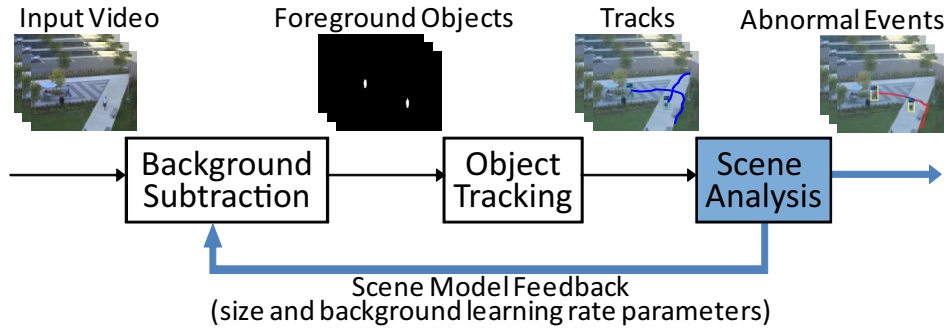 Input Video
Foreground Objects
Tracks
Abnormal Events
Background
Subtraction
Object
Tracking
Scene
Analysis
Scene Model Feedback
(size and background learning rate parameters)